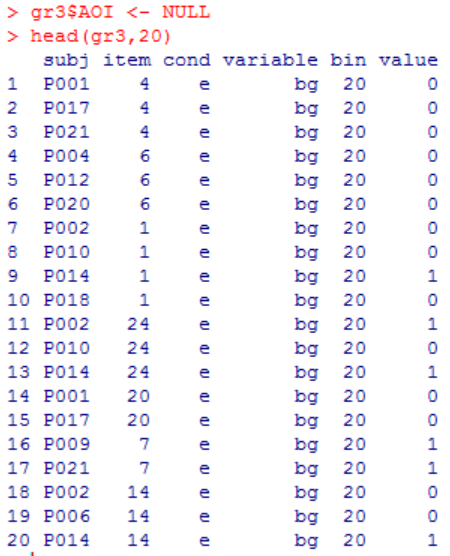 > gr3$AOI <- NULL
> head(gr3,20)
   subj item cond variable bin value
1  P001    4    e       bg  20     0
2  P017    4    e       bg  20     0
3  P021    4    e       bg  20     0
4  P004    6    e       bg  20     0
5  P012    6    e       bg  20     0
6  P020    6    e       bg  20     0
7  P002    1    e       bg  20     0
8  P010    1    e       bg  20     0
9  P014    1    e       bg  20     1
10 P018    1    e       bg  20     0
11 P002   24    e       bg  20     1
12 P010   24    e       bg  20     0
13 P014   24    e       bg  20     1
14 P001   20    e       bg  20     0
15 P017   20    e       bg  20     0
16 P009    7    e       bg  20     1
17 P021    7    e       bg  20     1
18 P002   14    e       bg  20     0
19 P006   14    e       bg  20     0
20 P014   14    e       bg  20     1